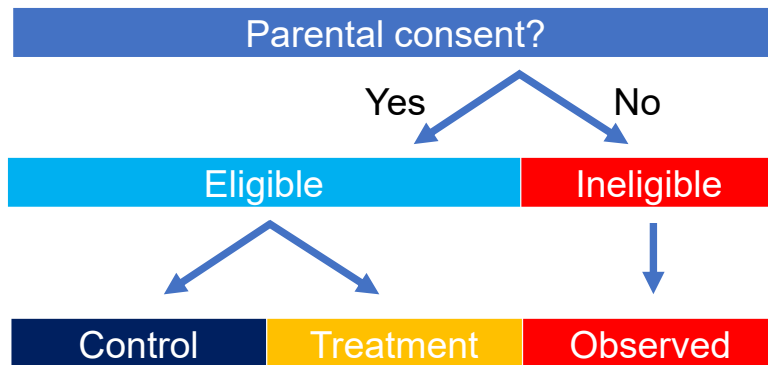 Parental consent?
Yes No
Eligible Ineligible
Control Treatment Observed